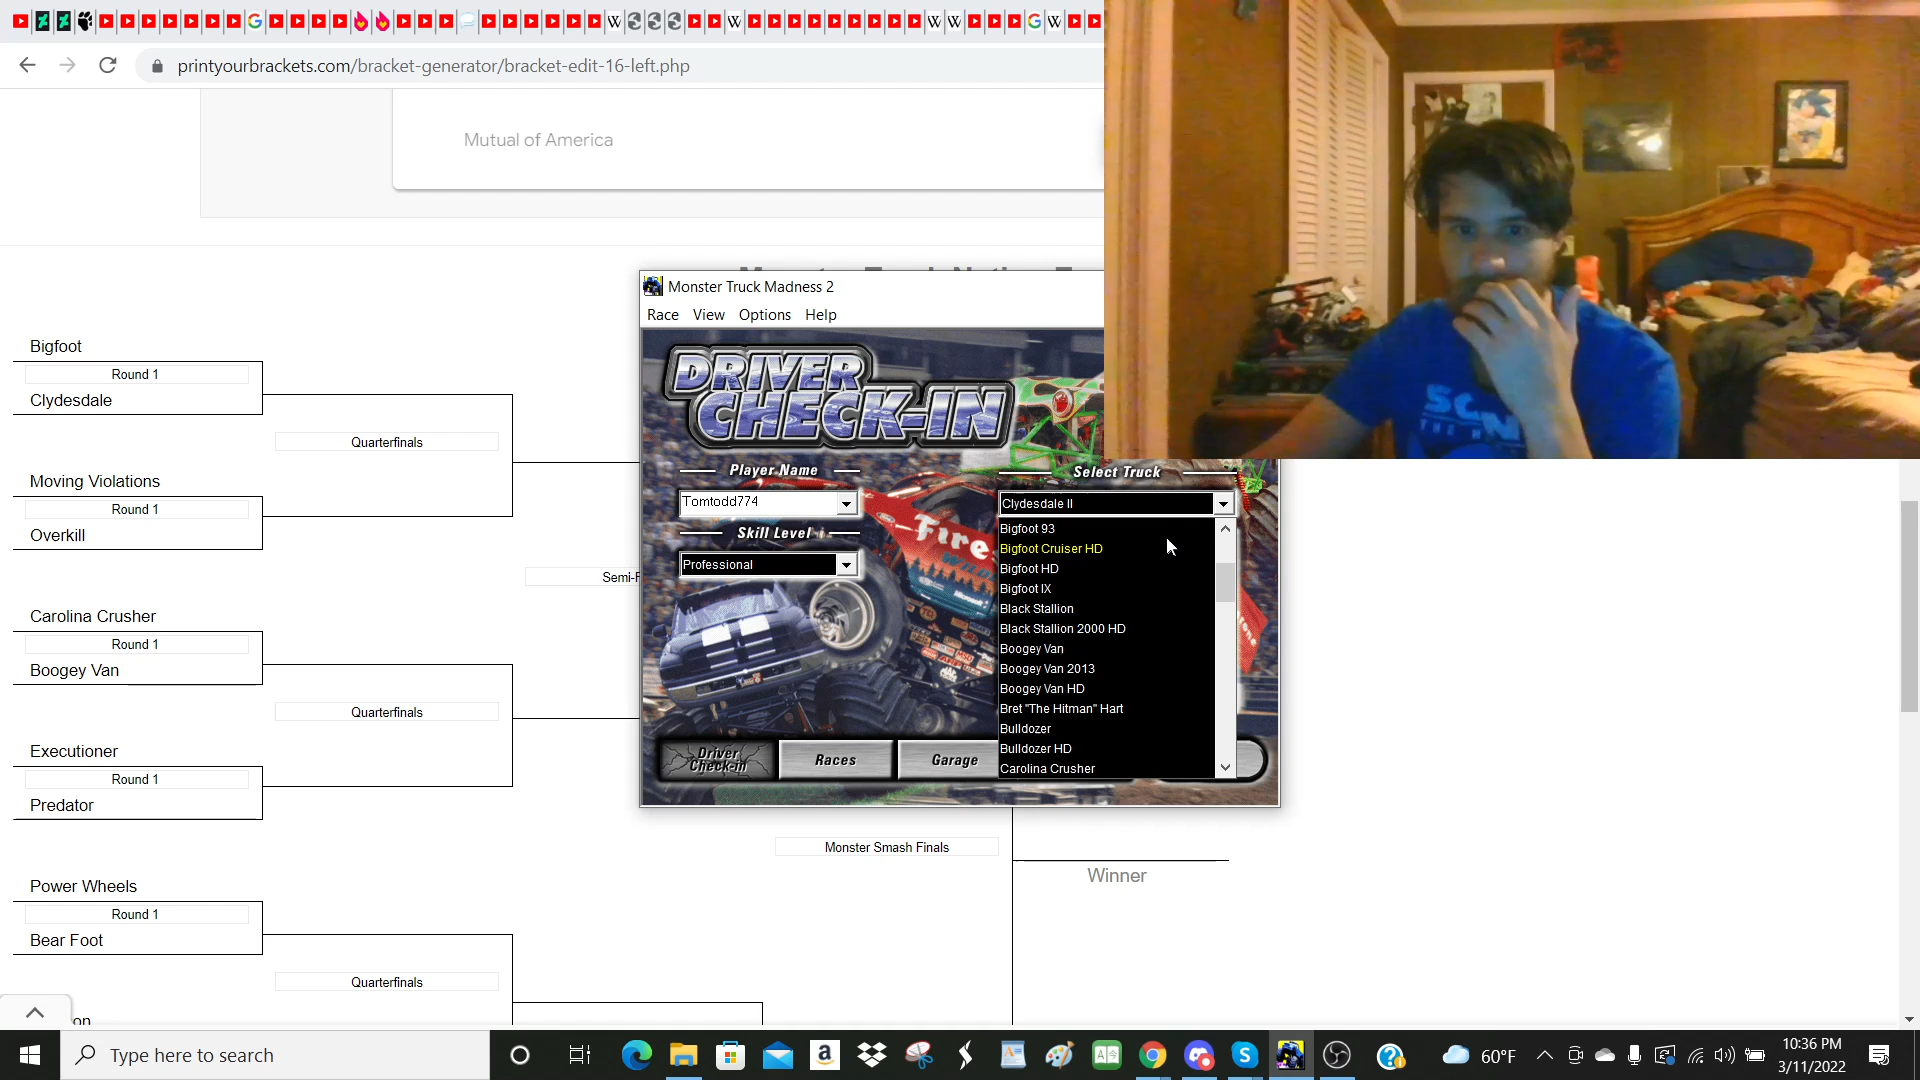 printyourbrackets.com/bracket-generator/bracket-edit-16-left.php
Mutual of America
Bigfoot
Round 1
Clydesdale
Quarterfinals
Moving Violations
Round 1
Overkill
Carolina Crusher
Round 1
Boogey Van
Quarterfinals
Executioner
Round 1
Predator
Power Wheels
Round 1
Bear Foot
Quarterfinals
on
Monster Smash Finals
Winner
Monster Truck Madness 2
Race View Options Help
DRIVER
CHECK-IN
Player Name
Tomtodd774
Skill Level
Professional
Select Truck
Clydesdale II
Bigfoot 93
Bigfoot Cruiser HD
Bigfoot HD
Bigfoot IX
Black Stallion
Black Stallion 2000 HD
Boogey Van
Boogey Van 2013
Boogey Van HD
Bret "The Hitman" Hart
Bulldozer
Bulldozer HD
Carolina Crusher
Driver
Check-in
Races
Garage
Type here to search
60°F
10:36 PM
3/11/2022